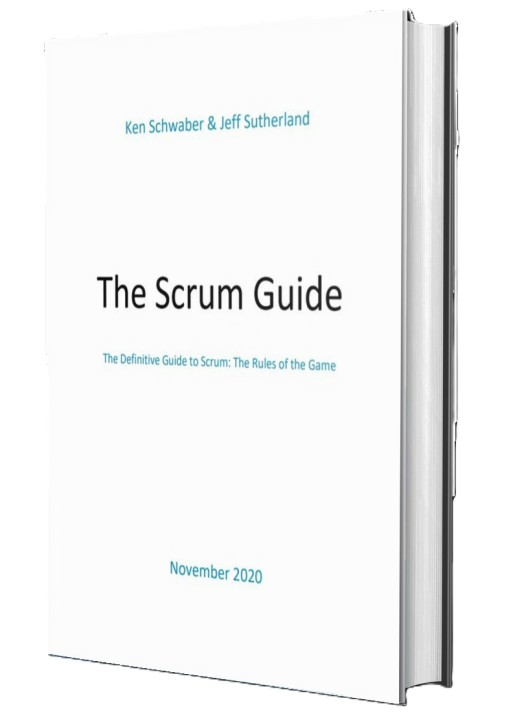 Ken Schwaber & Jeff Sutherland
The Scrum Guide
The Definitive Guide to Scrum: The Rules of the Game
November 2020